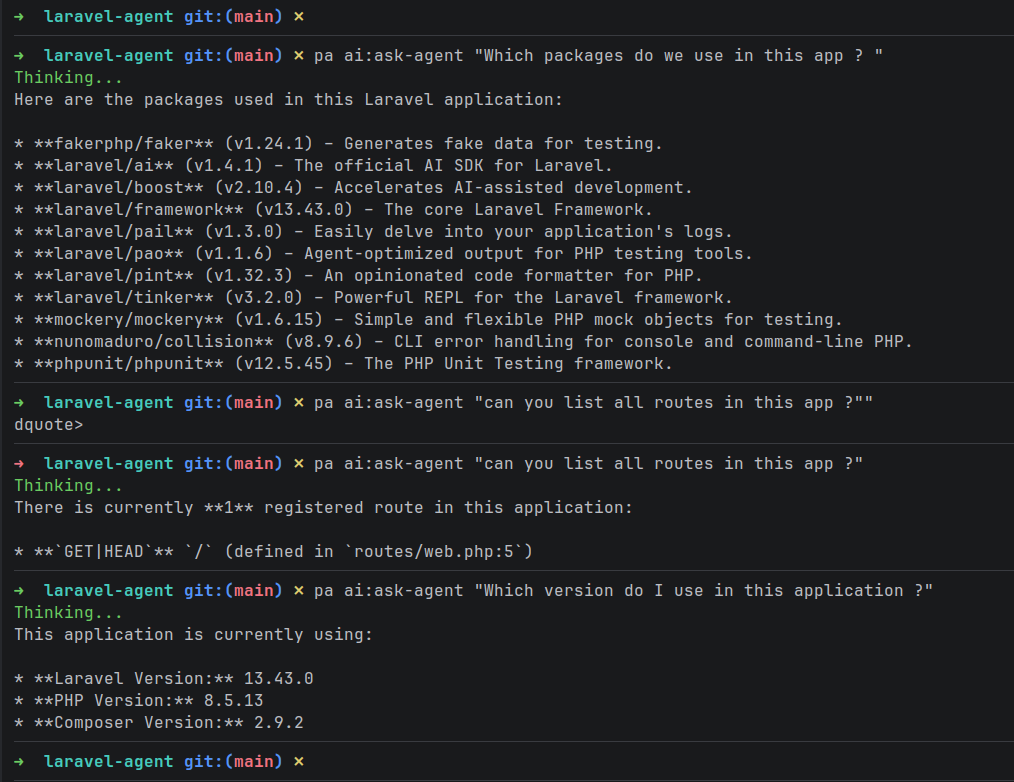 ➜  laravel-agent git:(main) ✗
➜  laravel-agent git:(main) ✗ pa ai:ask-agent "Which packages do we use in this app ? "
Thinking...
Here are the packages used in this Laravel application:
* **fakerphp/faker** (v1.24.1) – Generates fake data for testing.
* **laravel/ai** (v1.4.1) – The official AI SDK for Laravel.
* **laravel/boost** (v2.10.4) – Accelerates AI-assisted development.
* **laravel/framework** (v13.43.0) – The core Laravel Framework.
* **laravel/pail** (v1.3.0) – Easily delve into your application's logs.
* **laravel/pao** (v1.1.6) – Agent-optimized output for PHP testing tools.
* **laravel/pint** (v1.32.3) – An opinionated code formatter for PHP.
* **laravel/tinker** (v3.2.0) – Powerful REPL for the Laravel framework.
* **mockery/mockery** (v1.6.15) – Simple and flexible PHP mock objects for testing.
* **nunomaduro/collision** (v8.9.6) – CLI error handling for console and command-line PHP.
* **phpunit/phpunit** (v12.5.45) – The PHP Unit Testing framework.
➜  laravel-agent git:(main) ✗ pa ai:ask-agent "can you list all routes in this app ?""
dquote>
➜  laravel-agent git:(main) ✗ pa ai:ask-agent "can you list all routes in this app ?"
Thinking...
There is currently **1** registered route in this application:
* **`GET|HEAD`** `/` (defined in `routes/web.php:5`)
➜  laravel-agent git:(main) ✗ pa ai:ask-agent "Which version do I use in this application ?"
Thinking...
This application is currently using:
* **Laravel Version:** 13.43.0
* **PHP Version:** 8.5.13
* **Composer Version:** 2.9.2
➜  laravel-agent git:(main) ✗